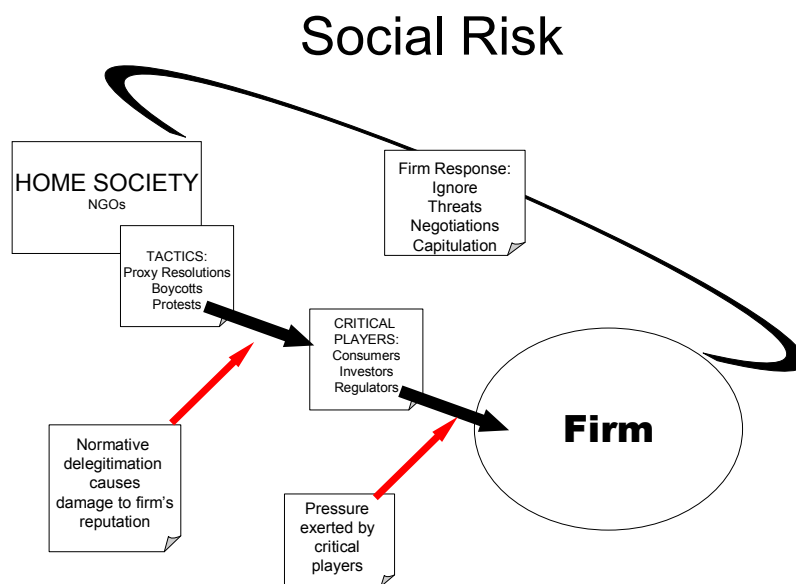 Social Risk
HOME SOCIETY
NGOs
Firm Response:
Ignore
Threats
Negotiations
Capitulation
TACTICS:
Proxy Resolutions
Boycotts
Protests
CRITICAL
PLAYERS:
Consumers
Investors
Regulators
Firm
Normative
delegitimation
causes
damage to firm's
reputation
Pressure
exerted by
critical
players